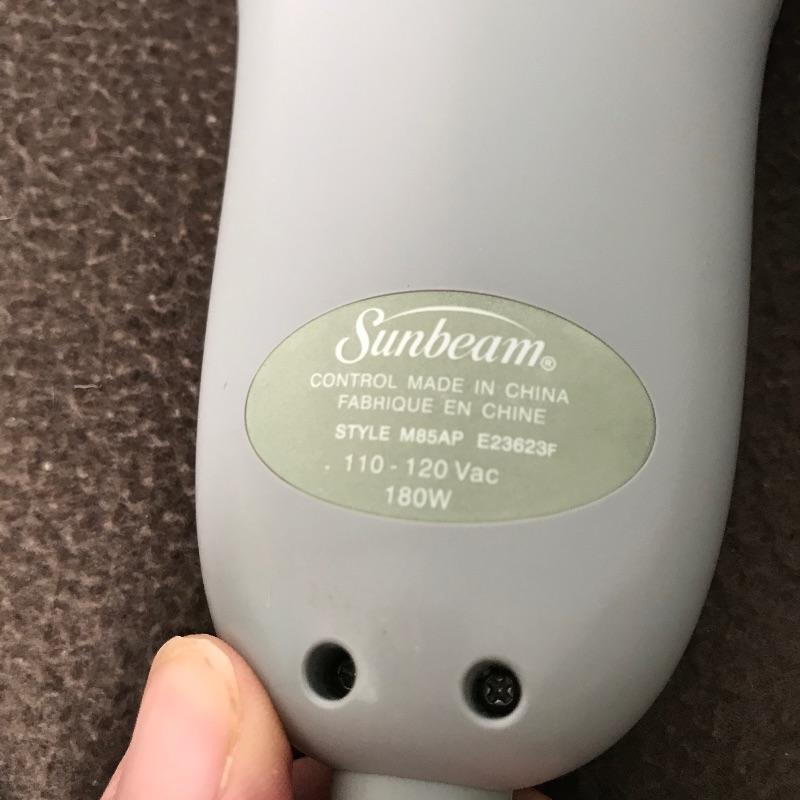 Sunbeam®
CONTROL MADE IN CHINA
FABRIQUE EN CHINE
STYLE M85AP E23623F
110 - 120 Vac
180W